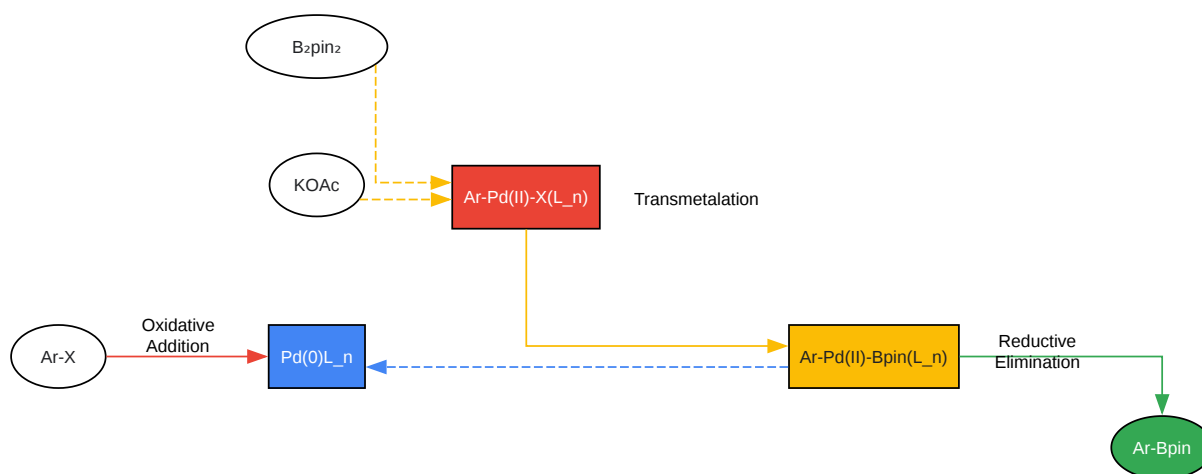 B₂pin₂
KOAc
Ar-Pd(II)-X(L_n)
Transmetalation
Ar-X
Oxidative
Addition
Pd(0)L_n
Ar-Pd(II)-Bpin(L_n)
Reductive
Elimination
Ar-Bpin